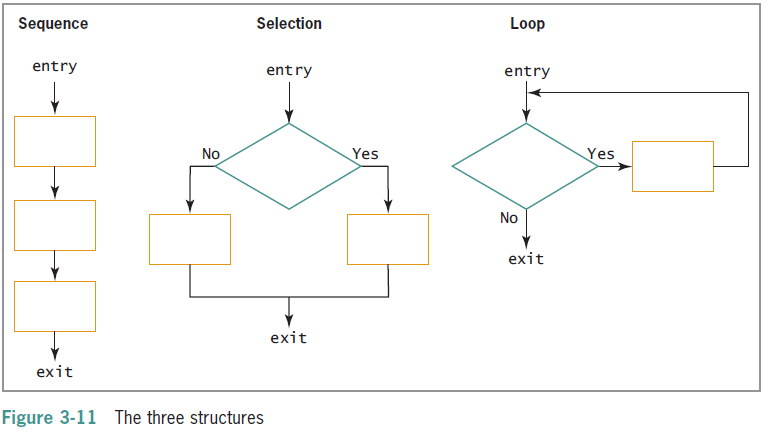 Sequence
entry
exit
Selection
entry
No
Yes
exit
Loop
entry
Yes
No
exit
Figure 3-11 The three structures